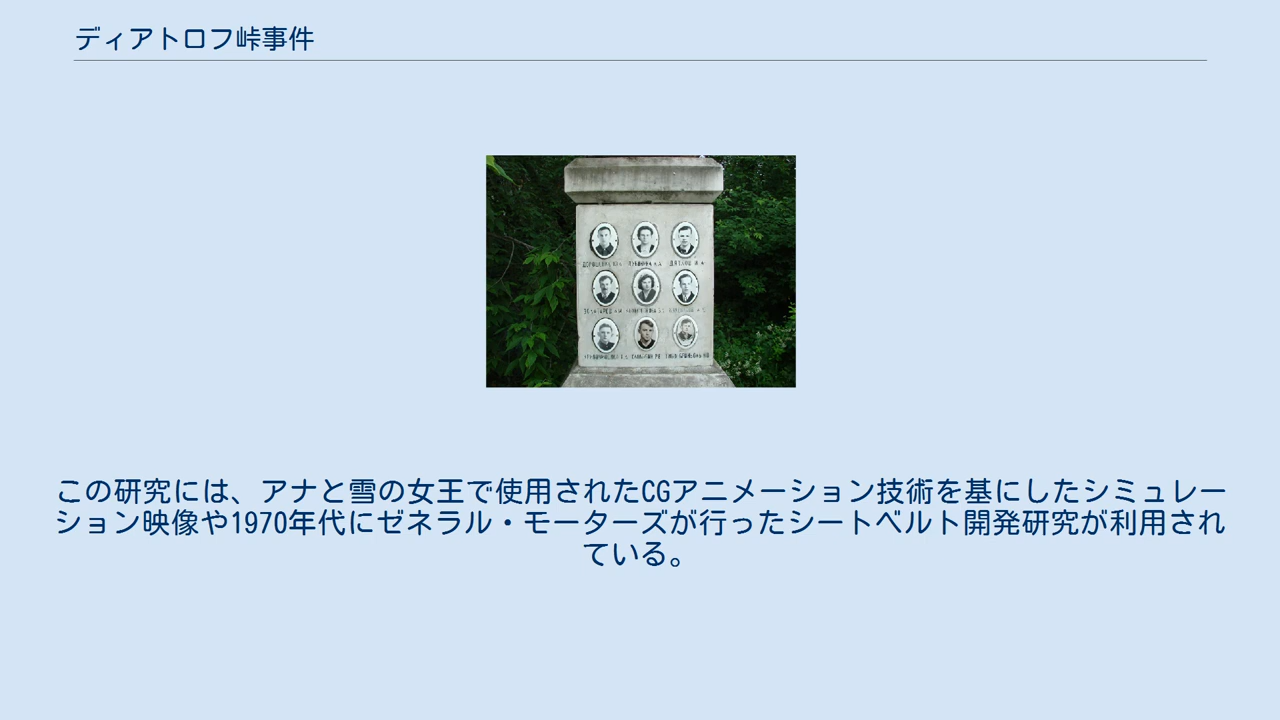 ディアトロフ峠事件
この研究には、アナと雪の女王で使用されたCGアニメーション技術を基にしたシミュレー
ション映像や1970年代にゼネラル・モーターズが行ったシートベルト開発研究が利用され
ている。